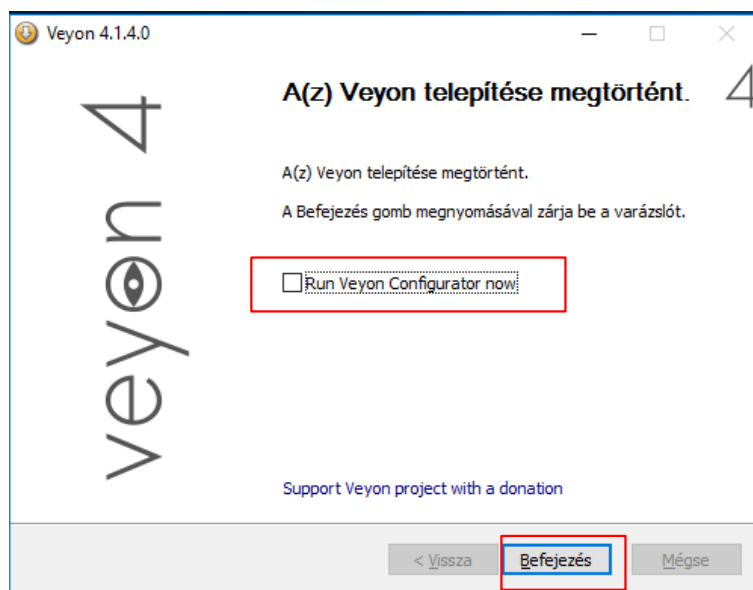 Veyon 4.1.4.0
veyon 4
A(z) Veyon telepítése megtörtént.
4
A(z) Veyon telepítése megtörtént.
A Befejezés gomb megnyomásával zárja be a varázslót.
Run Veyon Configurator now
Support Veyon project with a donation
< Vissza
Befejezés
Mégse